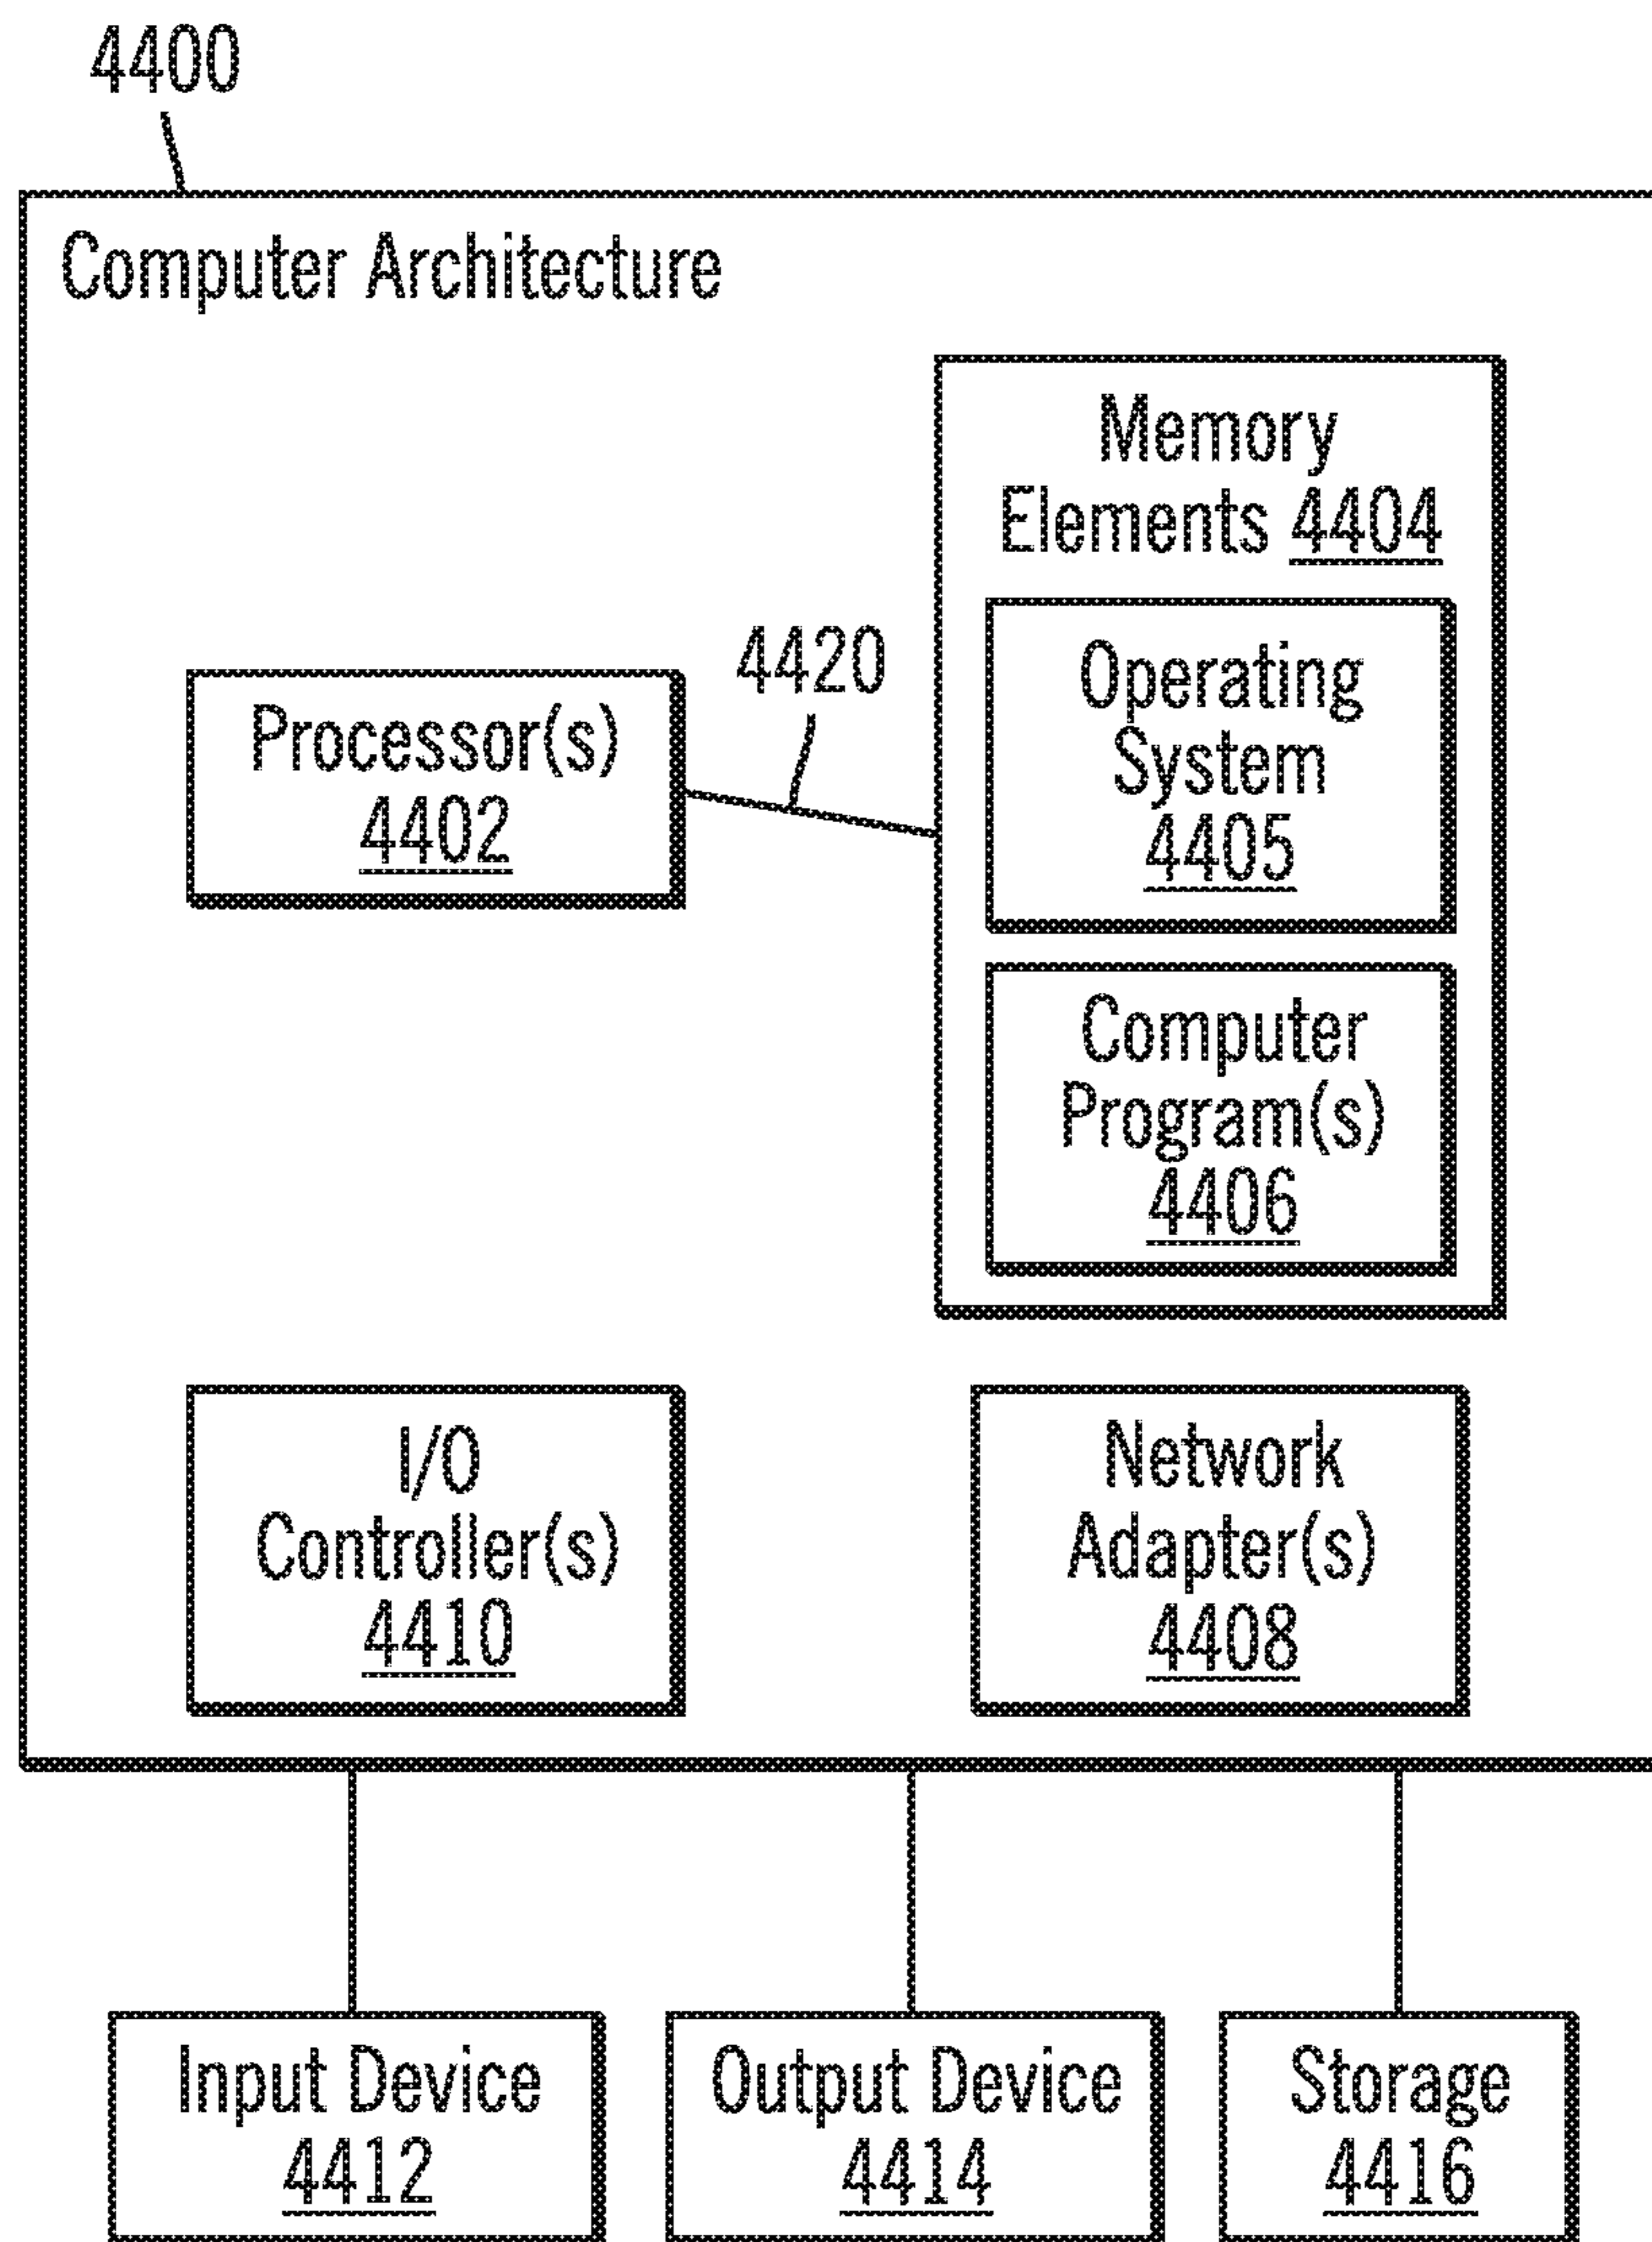 4400
Computer Architecture
Memory
Elements 4404
4420
Operating
System
4405
Processor(s)
4402
Computer
Program(s)
4406
I/O
Controller(s)
4410
Network
Adapter(s)
4408
Input Device
4412
Output Device
4414
Storage
4416